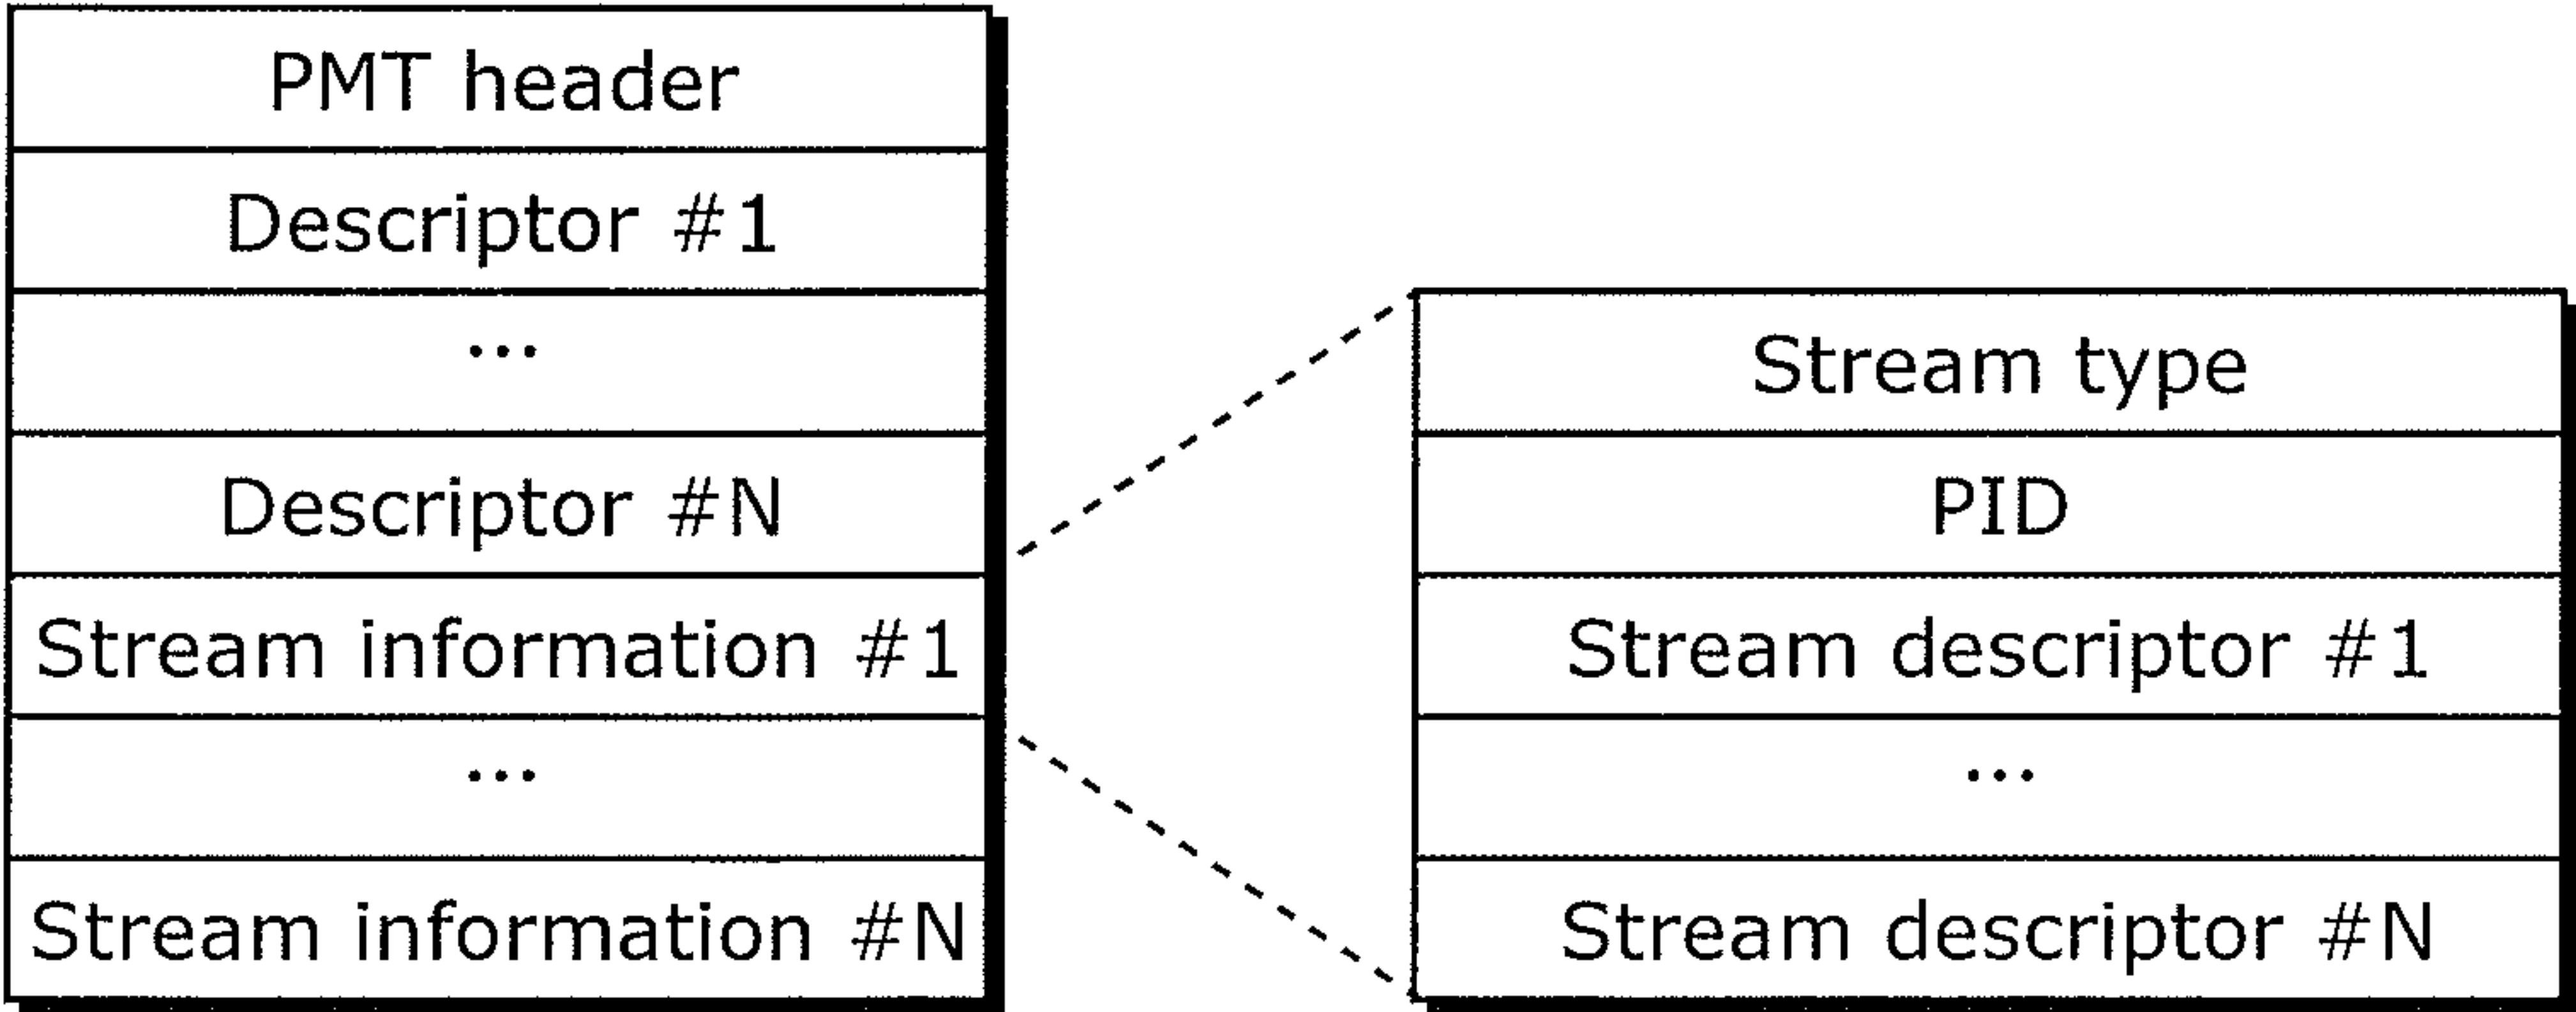 PMT header
Descriptor #1
...
Descriptor #N
Stream information #1
...
Stream information #N
Stream type
PID
Stream descriptor #1
...
Stream descriptor #N